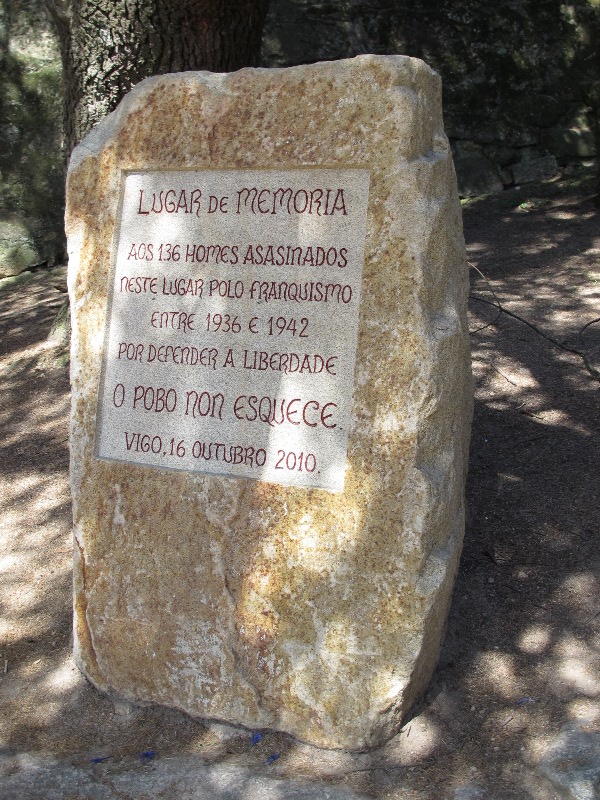 LUGAR DE MEMORIA
AOS 136 HOMES ASASINADOS
NESTE LUGAR POLO FRANQUISMO
ENTRE 1936 E 1942
POR DEFENDER A LIBERDADE
O POBO NON ESQUECE.
VIGO, 16 OUTUBRO 2010.